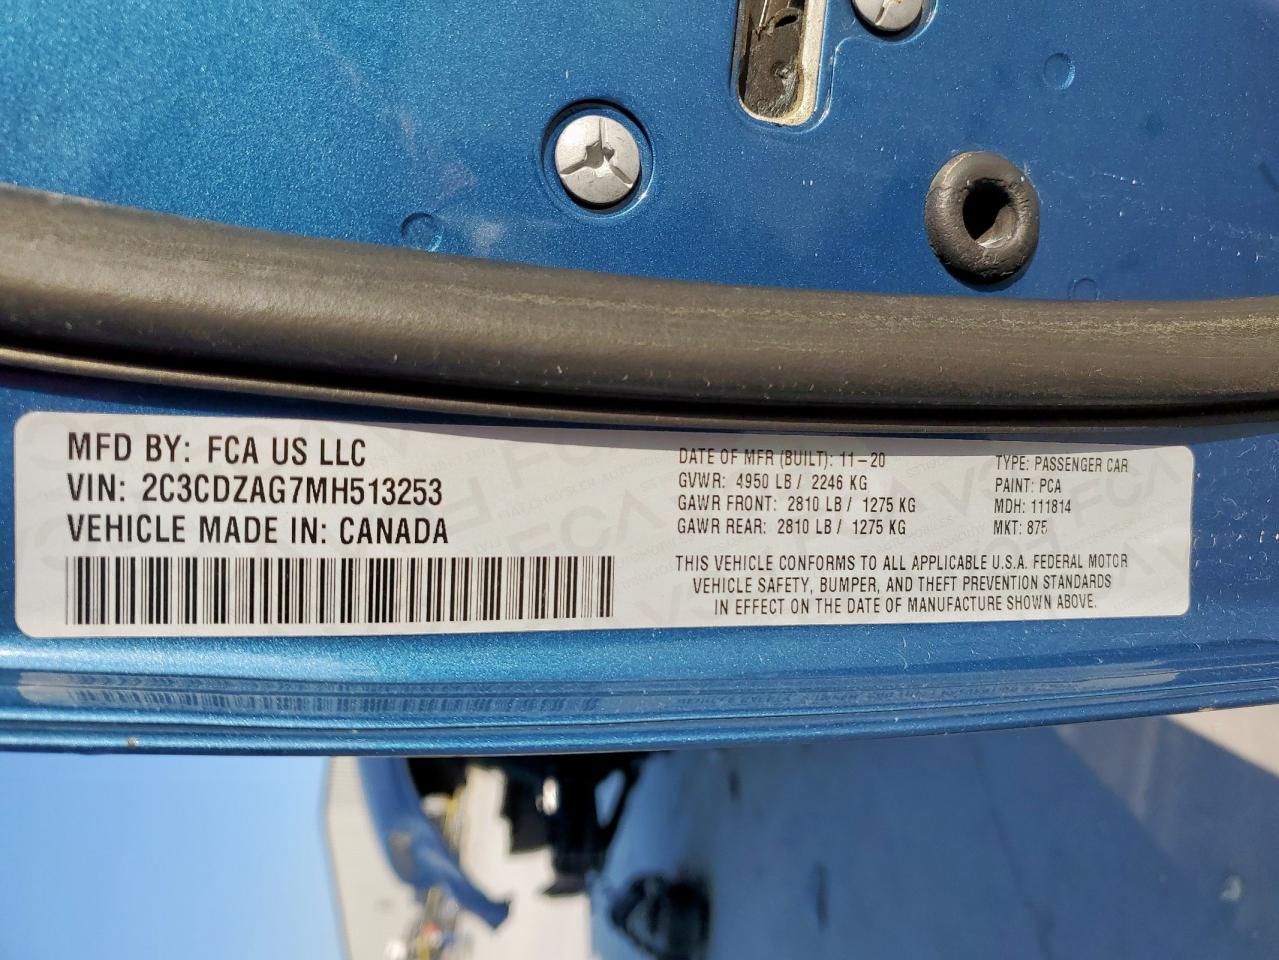 MFD BY: FCA US LLC
VIN: 2C3CDZAG7MH513253
VEHICLE MADE IN: CANADA
DATE OF MFR (BUILT): 11-20
GVWR: 4950 LB / 2246 KG
GAWR FRONT: 2810 LB / 1275 KG
GAWR REAR: 2810 LB / 1275 KG
TYPE: PASSENGER CAR
PAINT: PCA
MDH: 111814
MKT: 875
THIS VEHICLE CONFORMS TO ALL APPLICABLE U.S.A. FEDERAL MOTOR
VEHICLE SAFETY, BUMPER, AND THEFT PREVENTION STANDARDS
IN EFFECT ON THE DATE OF MANUFACTURE SHOWN ABOVE.